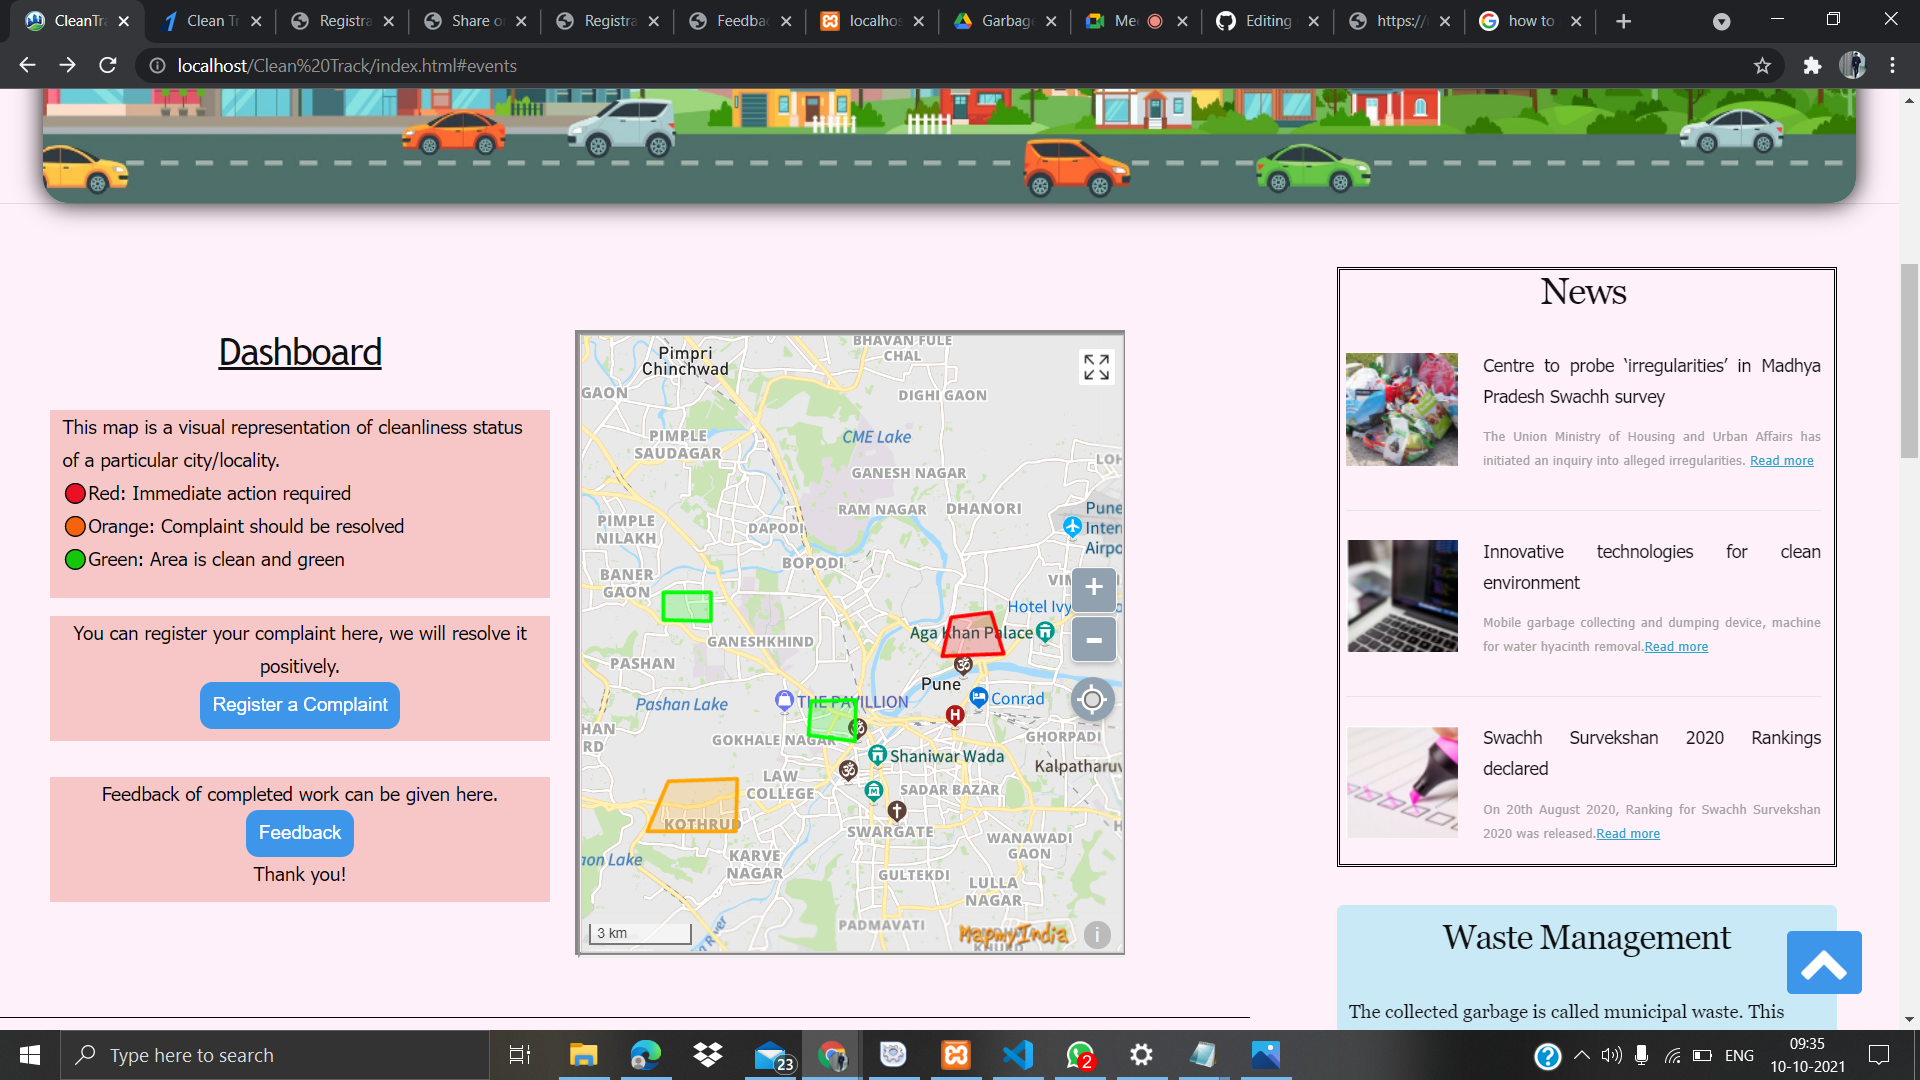 CleanTra
Clean Tr
Registra
Share o
Registra
Feedbac
localhos
Garbage
Mee
Editing
https://
how to
localhost/Clean%20Track/index.html#events
Dashboard
This map is a visual representation of cleanliness status
of a particular city/locality.
Red: Immediate action required
Orange: Complaint should be resolved
Green: Area is clean and green
You can register your complaint here, we will resolve it
positively.
Register a Complaint
Feedback of completed work can be given here.
Feedback
Thank you!
Pimpri
Chinchwad
BHAVAN FULE
CHAL
GAON
DIGHI GAON
PIMPLE
SAUDAGAR
CME Lake
LOH
GANESH NAGAR
PIMPLE
NILAKH
RAM NAGAR
DHANORI
Pune
Inter
Airpo
DAPODI
BOPODI
BANER
GAON
VIM
Hotel Ivy
Aga Khan Palace
GANESHKHIND
PASHAN
Pune
Conrad
Pashan Lake
THE PAVILLION
HAN
RD
GOKHALE NAGAR
GHORPADI
Shaniwar Wada
Kalpataruv
LAW
COLLEGE
SADAR BAZAR
KOTHRUD
SWARGATE
WANAWADI
GAON
KARVE
NAGAR
GULTEKDI
LULLA
NAGAR
PADMAVATI
3 km
MapmyIndia
+
-
i
News
Centre to probe ‘irregularities’ in Madhya
Pradesh Swachh survey
The Union Ministry of Housing and Urban Affairs has
initiated an inquiry into alleged irregularities. Read more
Innovative technologies for clean
environment
Mobile garbage collecting and dumping device, machine
for water hyacinth removal.Read more
Swachh Survekshan 2020 Rankings
declared
On 20th August 2020, Ranking for Swachh Survekshan
2020 was released.Read more
Waste Management
The collected garbage is called municipal waste. This
Type here to search
23
2
ENG
09:35
10-10-2021